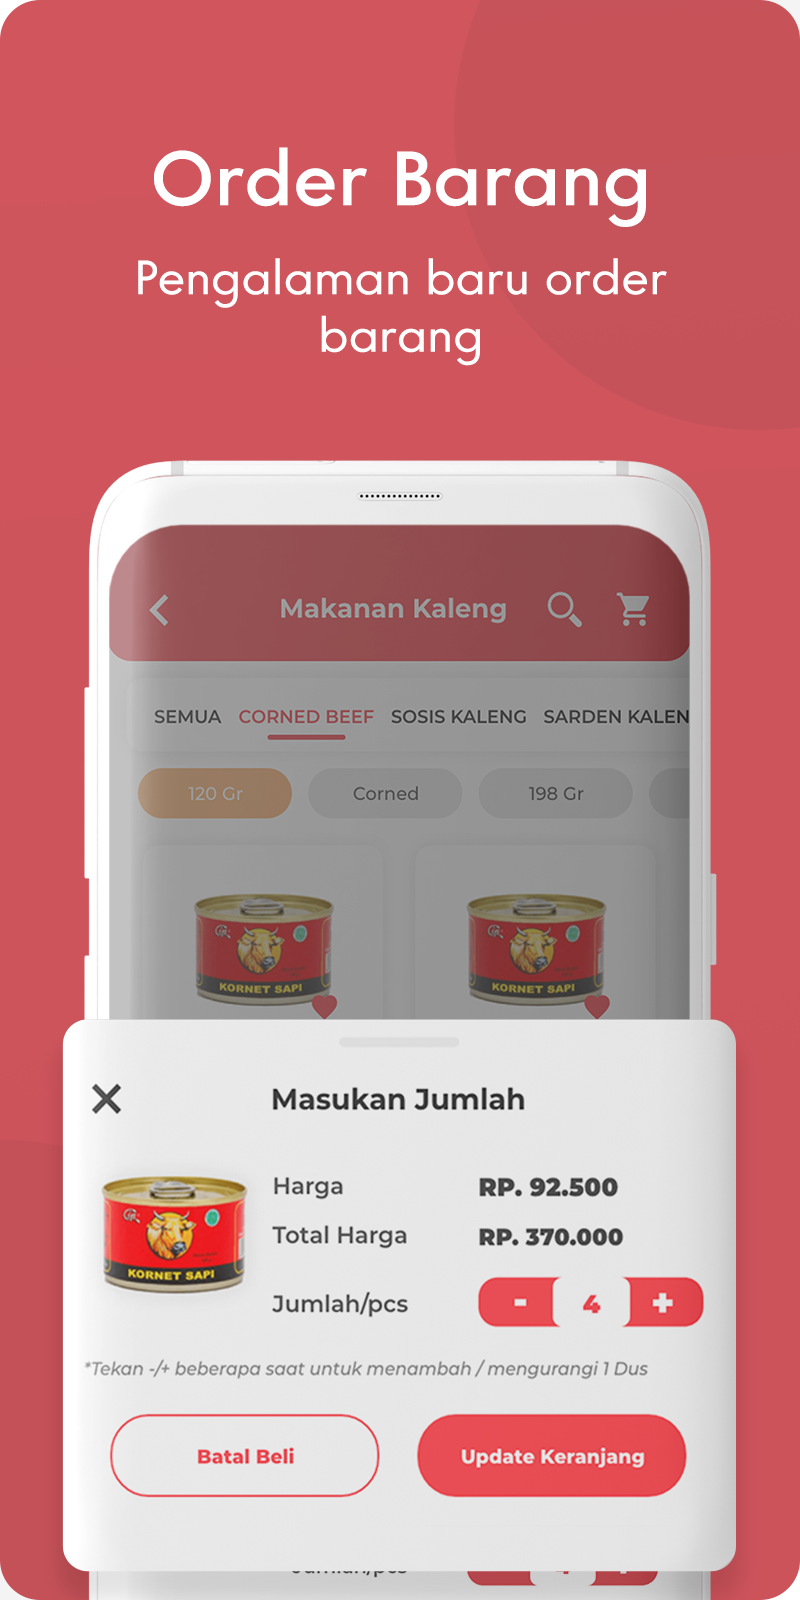 Order Barang
Pengalaman baru order
barang
Makanan Kaleng
SEMUA CORNED BEEF SOSIS KALENG SARDEN KALEN
120 Gr Corned 198 Gr
KORNET SAPI KORNET SAPI
Masukan Jumlah
Harga RP. 92.500
Total Harga RP. 370.000
KORNET SAPI
Jumlah/pcs - 4 +
*Tekan -/+ beberapa saat untuk menambah / mengurangi 1 Dus
Batal Beli Update Keranjang
Jumlah/pcs